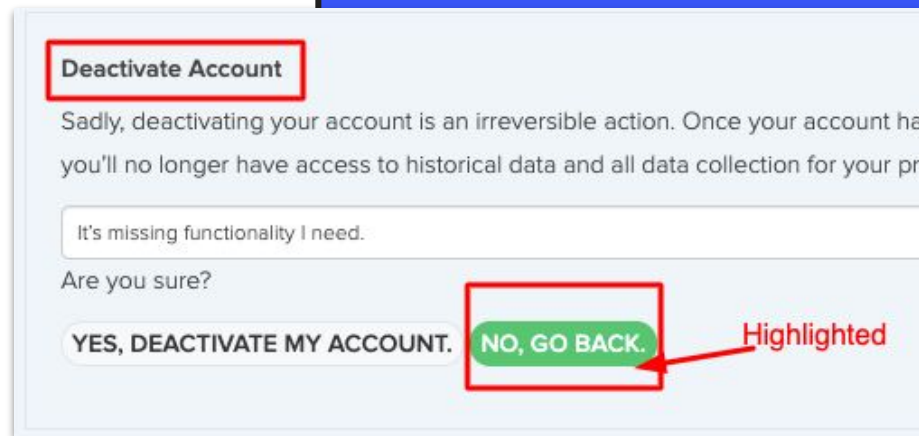 Deactivate Account
Sadly, deactivating your account is an irreversible action. Once your account ha
you'll no longer have access to historical data and all data collection for your pr
It's missing functionality I need.
Are you sure?
YES, DEACTIVATE MY ACCOUNT. NO, GO BACK. Highlighted